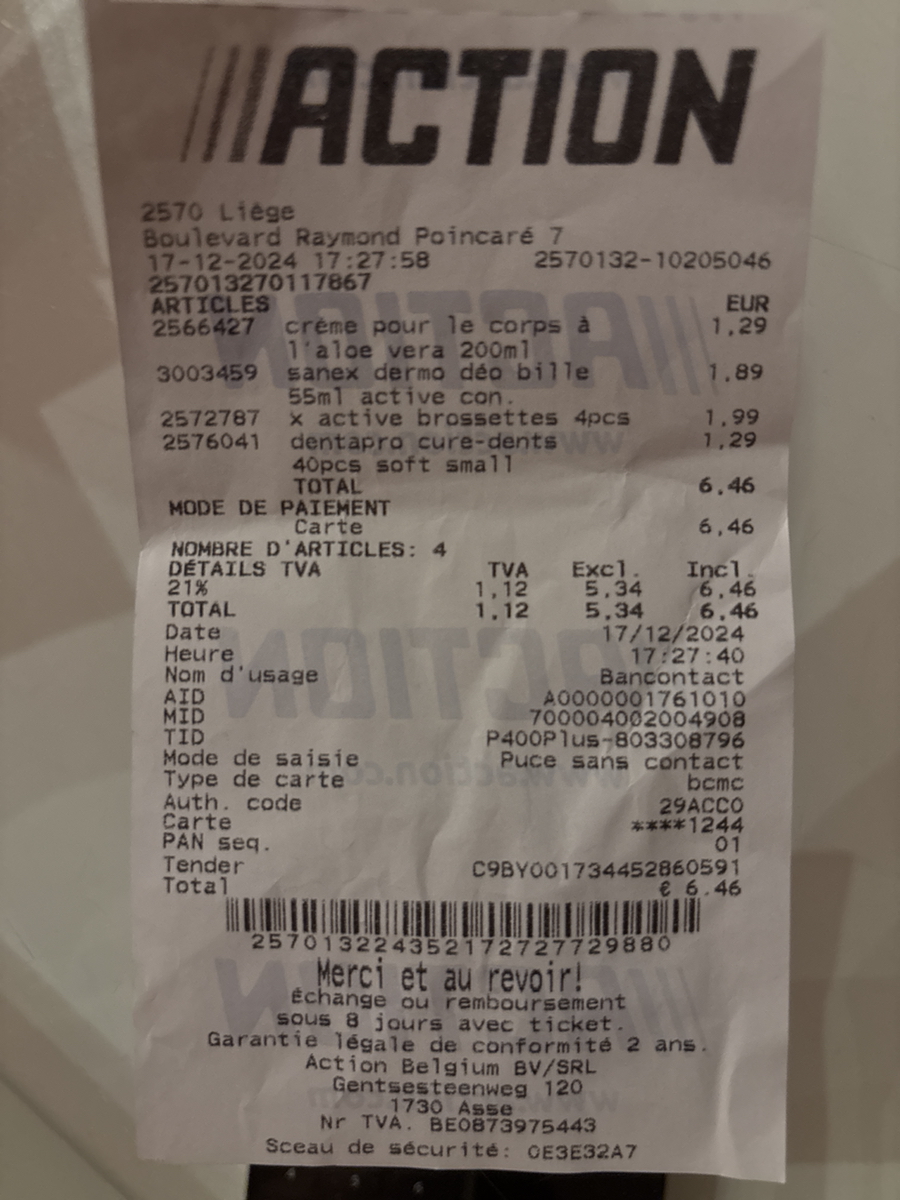 ACTION
2570 Liège
Boulevard Raymond Poincaré 7
17-12-2024 17:27:58 2570132-10205046
257013270117867
ARTICLES EUR
2566427 crème pour le corps à 1,29
l'aloe vera 200ml
3003459 sanex dermo déo bille 1,89
55ml active con.
2572787 x active brossettes 4pcs 1,99
2576041 dentapro cure-dents 1,29
40pcs soft small
TOTAL 6,46
MODE DE PAIEMENT
Carte 6,46
NOMBRE D'ARTICLES: 4
DÉTAILS TVA TVA Excl. Incl.
21% 1,12 5,34 6,46
TOTAL 1,12 5,34 6,46
Date 17/12/2024
Heure 17:27:40
Nom d'usage Bancontact
AID A0000001761010
MID 700004002004908
TID P400Plus-803308796
Mode de saisie Puce sans contact
Type de carte bcmc
Auth. code 29ACC0
Carte ****1244
PAN seq. 01
Tender C9BY001734452860591
Total € 6.46
257013224352172727729880
Merci et au revoir!
Échange ou remboursement
sous 8 jours avec ticket.
Garantie légale de conformité 2 ans.
Action Belgium BV/SRL
Gentsesteenweg 120
1730 Asse
Nr TVA. BE0873975443
Sceau de sécurité: 0E3E32A7